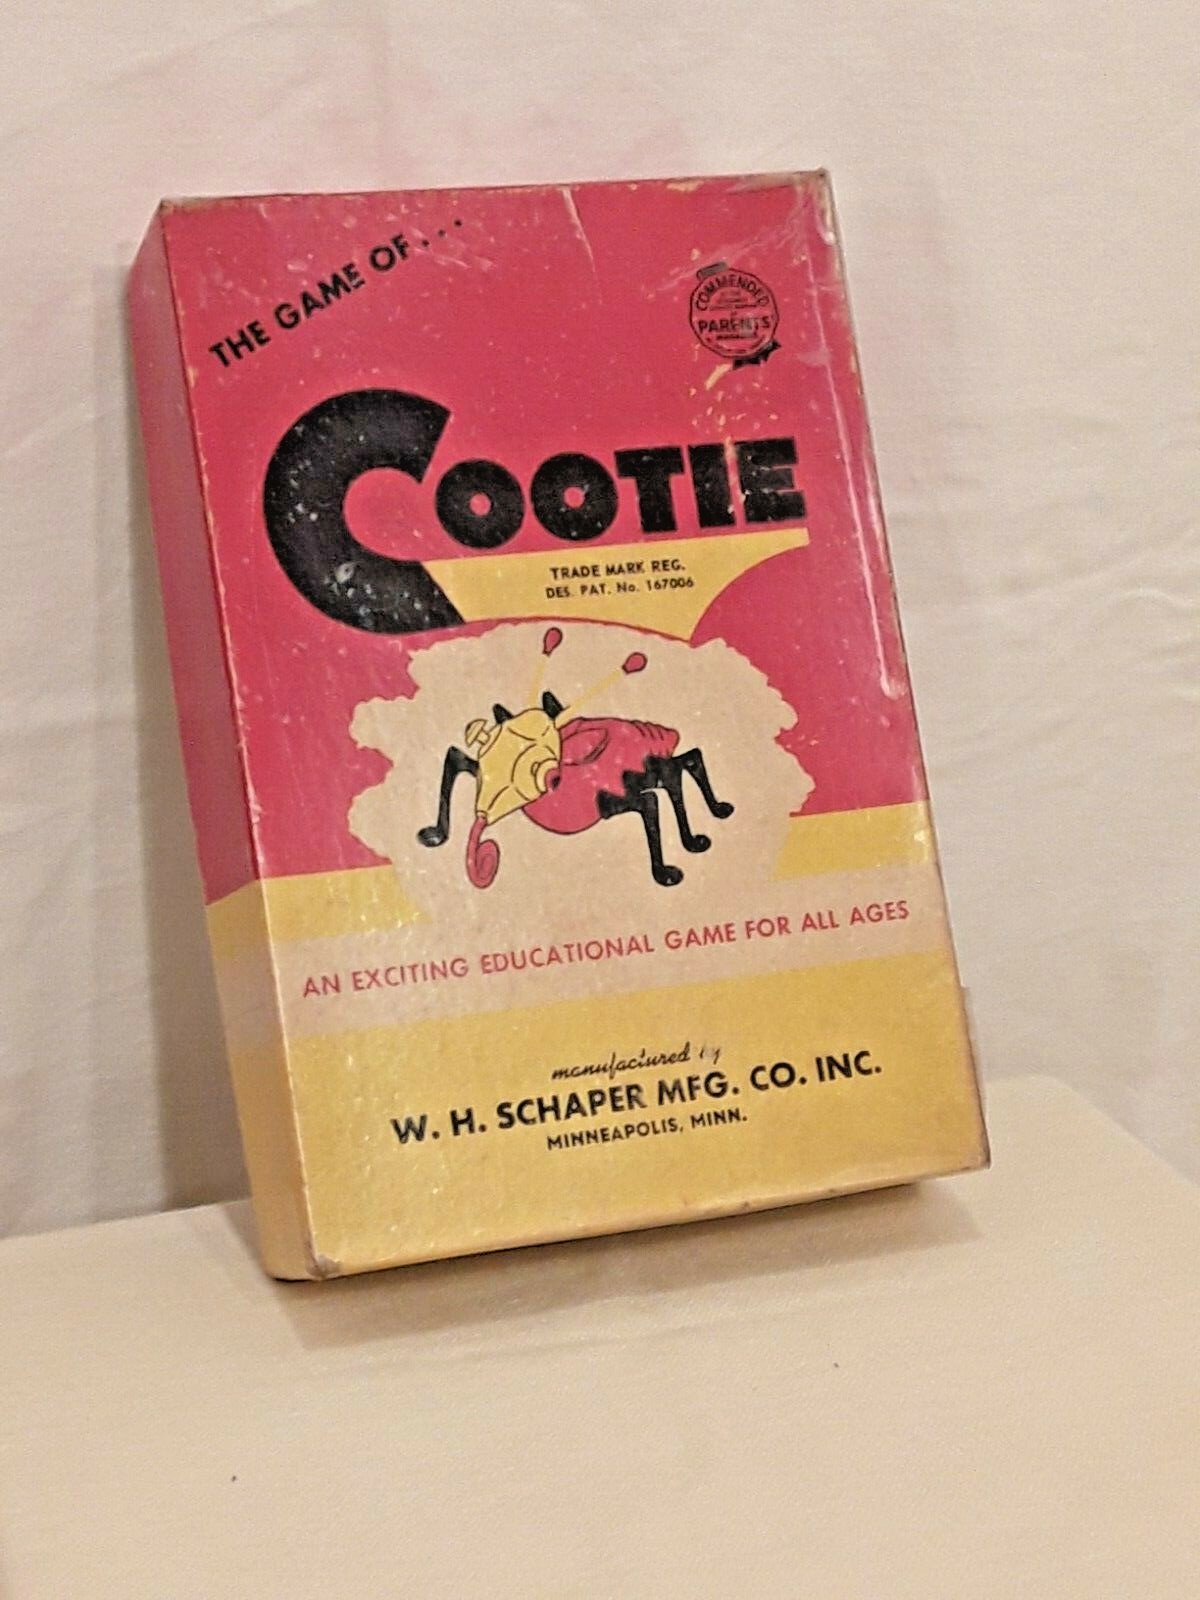 THE GAME OF...
COMMENDED
PARENTS'
MAGAZINE
COOTIE
TRADE MARK REG.
DES. PAT. No. 167006
AN EXCITING EDUCATIONAL GAME FOR ALL AGES
manufactured by
W. H. SCHAPER MFG. CO. INC.
MINNEAPOLIS, MINN.